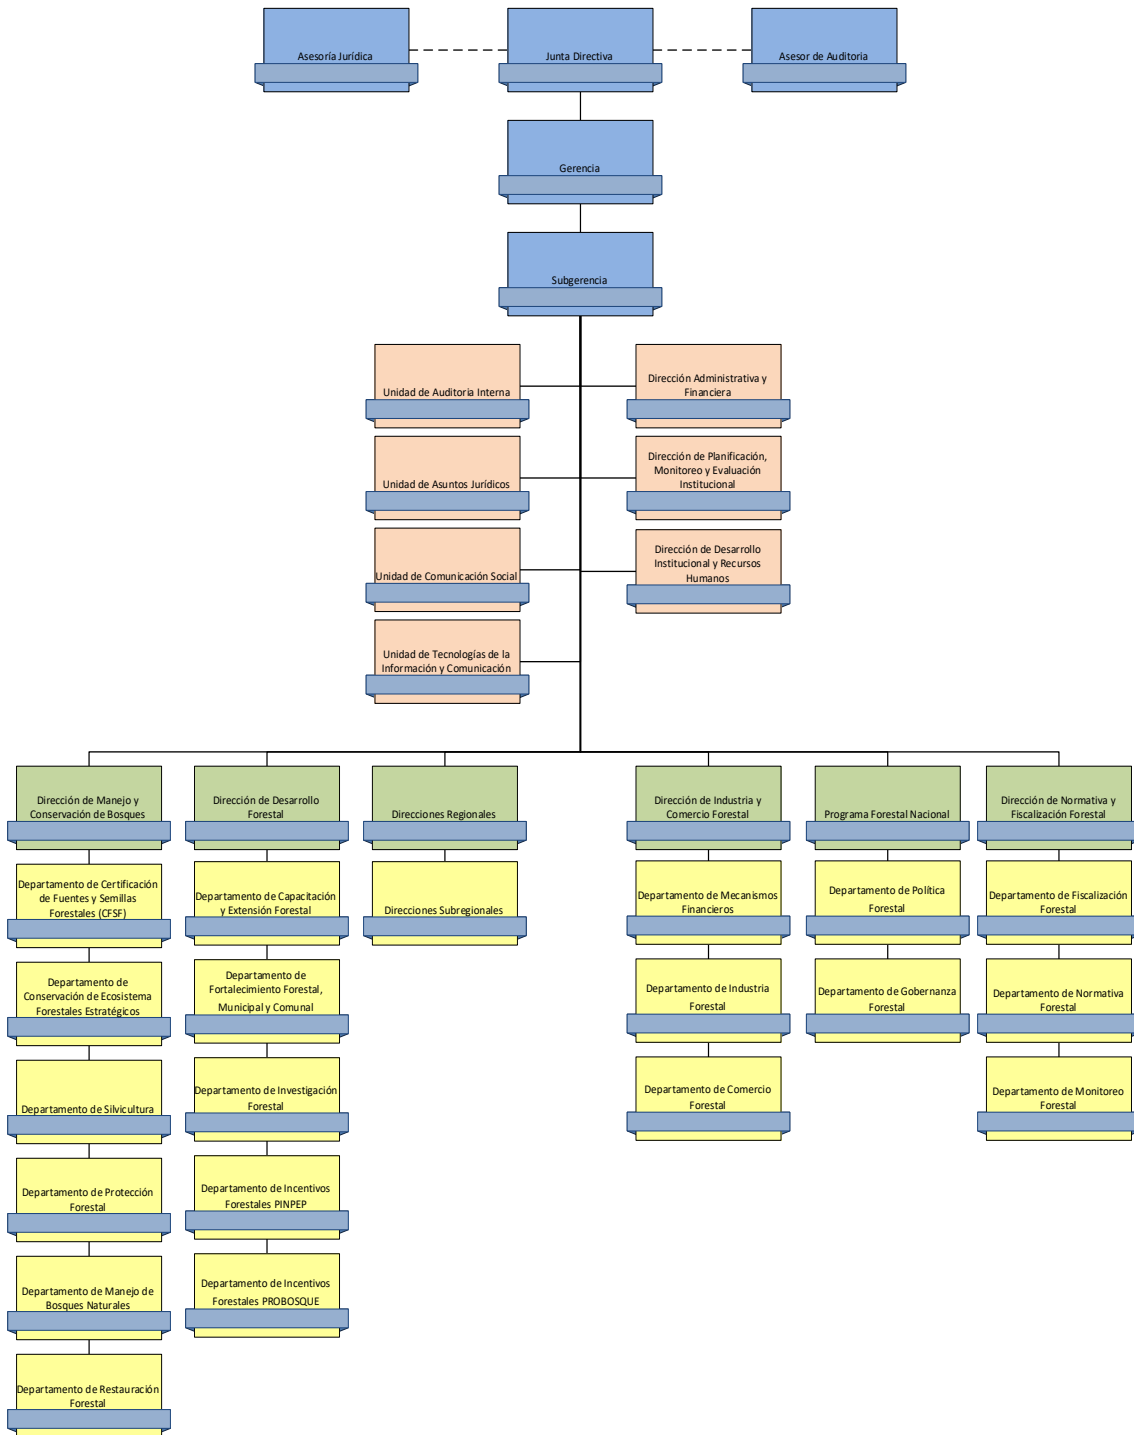 Asesoría Jurídica
Junta Directiva
Asesor de Auditoria
Gerencia
Subgerencia
Unidad de Auditoria Interna
Dirección Administrativa y
Financiera
Unidad de Asuntos Jurídicos
Dirección de Planificación,
Monitoreo y Evaluación
Institucional
Unidad de Comunicación Social
Dirección de Desarrollo
Institucional y Recursos
Humanos
Unidad de Tecnologías de la
Información y Comunicación
Dirección de Manejo y
Conservación de Bosques
Dirección de Desarrollo
Forestal
Direcciones Regionales
Dirección de Industria y
Comercio Forestal
Programa Forestal Nacional
Dirección de Normativa y
Fiscalización Forestal
Departamento de Certificación
de Fuentes y Semillas
Forestales (CFSF)
Departamento de Capacitación
y Extensión Forestal
Direcciones Subregionales
Departamento de Mecanismos
Financieros
Departamento de Política
Forestal
Departamento de Fiscalización
Forestal
Departamento de
Conservación de Ecosistema
Forestales Estratégicos
Departamento de
Fortalecimiento Forestal,
Municipal y Comunal
Departamento de Industria
Forestal
Departamento de Gobernanza
Forestal
Departamento de Normativa
Forestal
Departamento de Silvicultura
Departamento de Investigación
Forestal
Departamento de Comercio
Forestal
Departamento de Monitoreo
Forestal
Departamento de Protección
Forestal
Departamento de Incentivos
Forestales PINPEP
Departamento de Manejo de
Bosques Naturales
Departamento de Incentivos
Forestales PROBOSQUE
Departamento de Restauración
Forestal